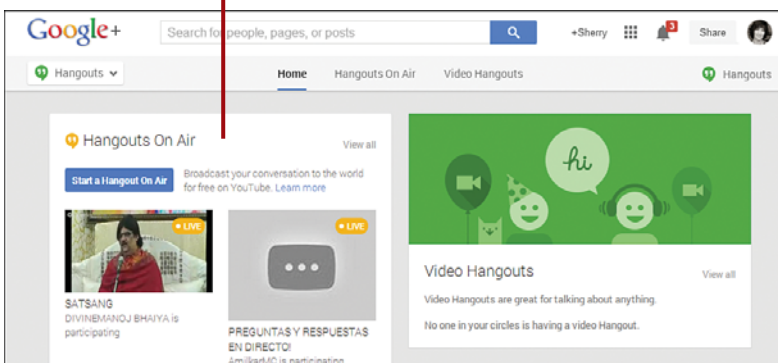 Google+
Search for people, pages, or posts
+Sherry
3
Share
Hangouts
Home
Hangouts On Air
Video Hangouts
Hangouts
Hangouts On Air
View all
Start a Hangout On Air
Broadcast your conversation to the world
for free on YouTube. Learn more
LIVE
LIVE
SATSANG
DIVINEMANOJ BHAIYA is
participating
PREGUNTAS Y RESPUESTAS
EN DIRECTO!
AmilkarMC is participating
hi
Video Hangouts
View all
Video Hangouts are great for talking about anything.
No one in your circles is having a video Hangout.